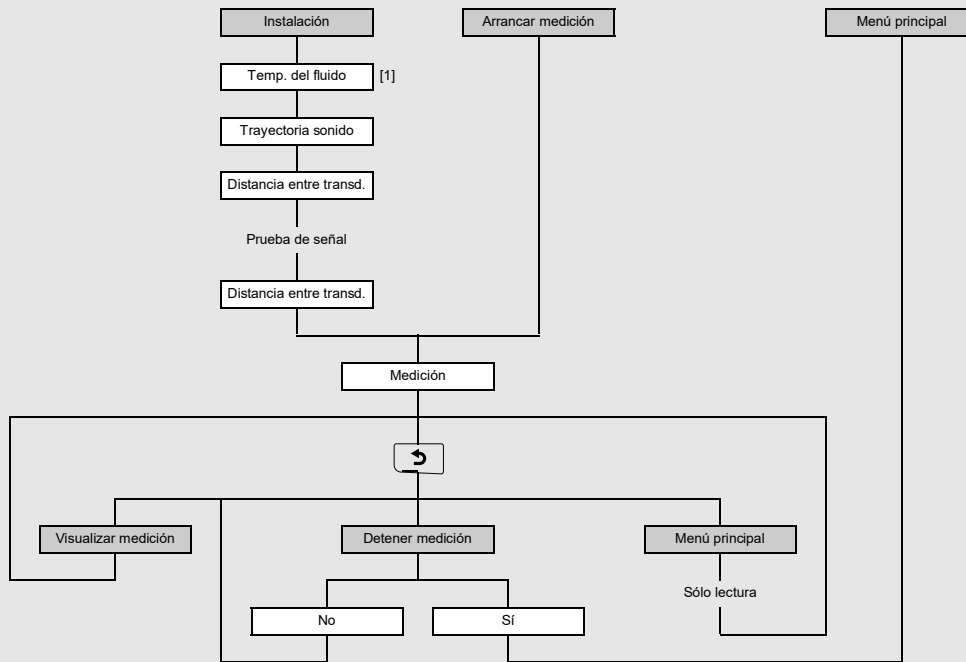 Instalación
Arrancar medición
Menú principal
Temp. del fluido [1]
Trayectoria sonido
Distancia entre transd.
Prueba de señal
Distancia entre transd.
Medición
Visualizar medición
Detener medición
Menú principal
Sólo lectura
No
Sí